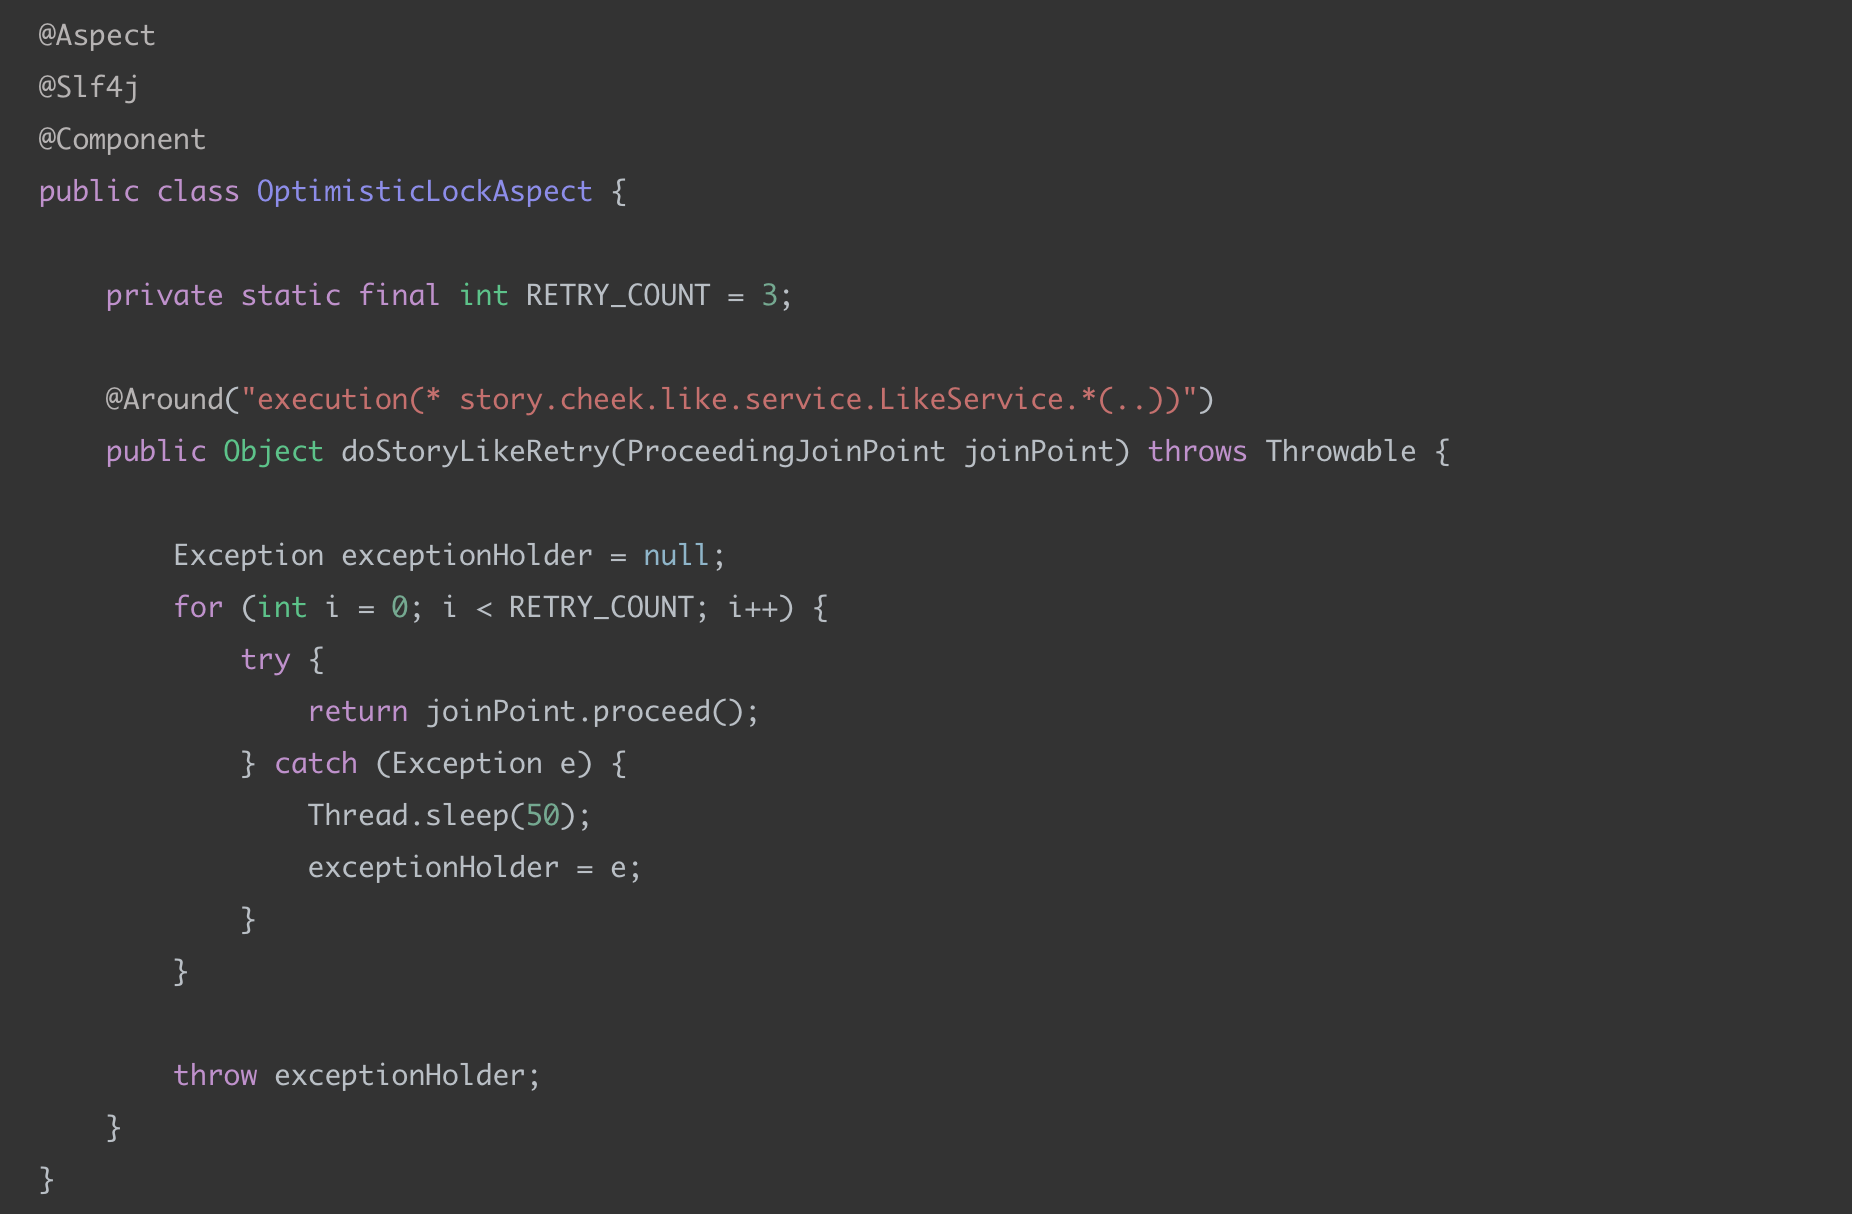 @Aspect
@Slf4j
@Component
public class OptimisticLockAspect {
    private static final int RETRY_COUNT = 3;
    @Around("execution(* story.cheek.like.service.LikeService.*(..))")
    public Object doStoryLikeRetry(ProceedingJoinPoint joinPoint) throws Throwable {
        Exception exceptionHolder = null;
        for (int i = 0; i < RETRY_COUNT; i++) {
            try {
                return joinPoint.proceed();
            } catch (Exception e) {
                Thread.sleep(50);
                exceptionHolder = e;
            }
        }
        throw exceptionHolder;
    }
}